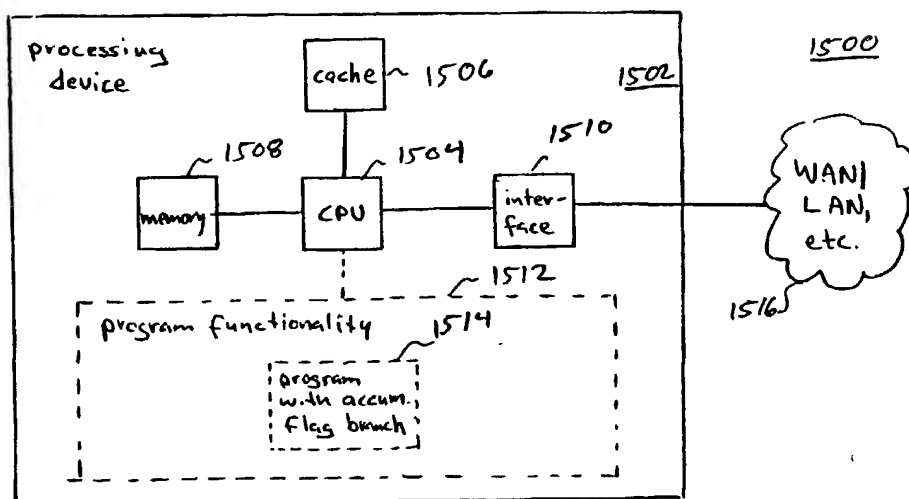 processing
device
cache
1506
1502
1500
1508
1504
1510
memory
CPU
inter-
face
WAN/
LAN,
etc.
1516
1512
program functionality
1514
program
with accum.
flag branch